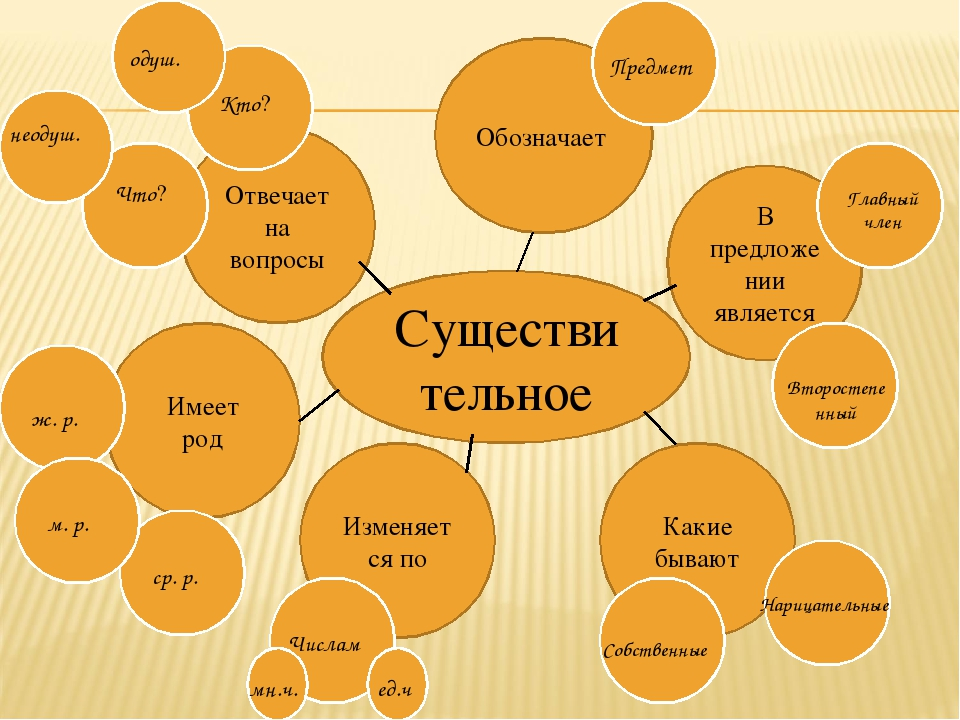 одуш.
Кто?
неодуш.
Что?
Отвечает
на
вопросы
Обозначает
Предмет
В
предложе
нии
является
Главный
член
Второстепе
нный
Существи
тельное
Имеет
род
ж. р.
м. р.
ср. р.
Изменяет
ся по
Числам
мн.ч.
ед.ч
Какие
бывают
Собственные
Нарицательные